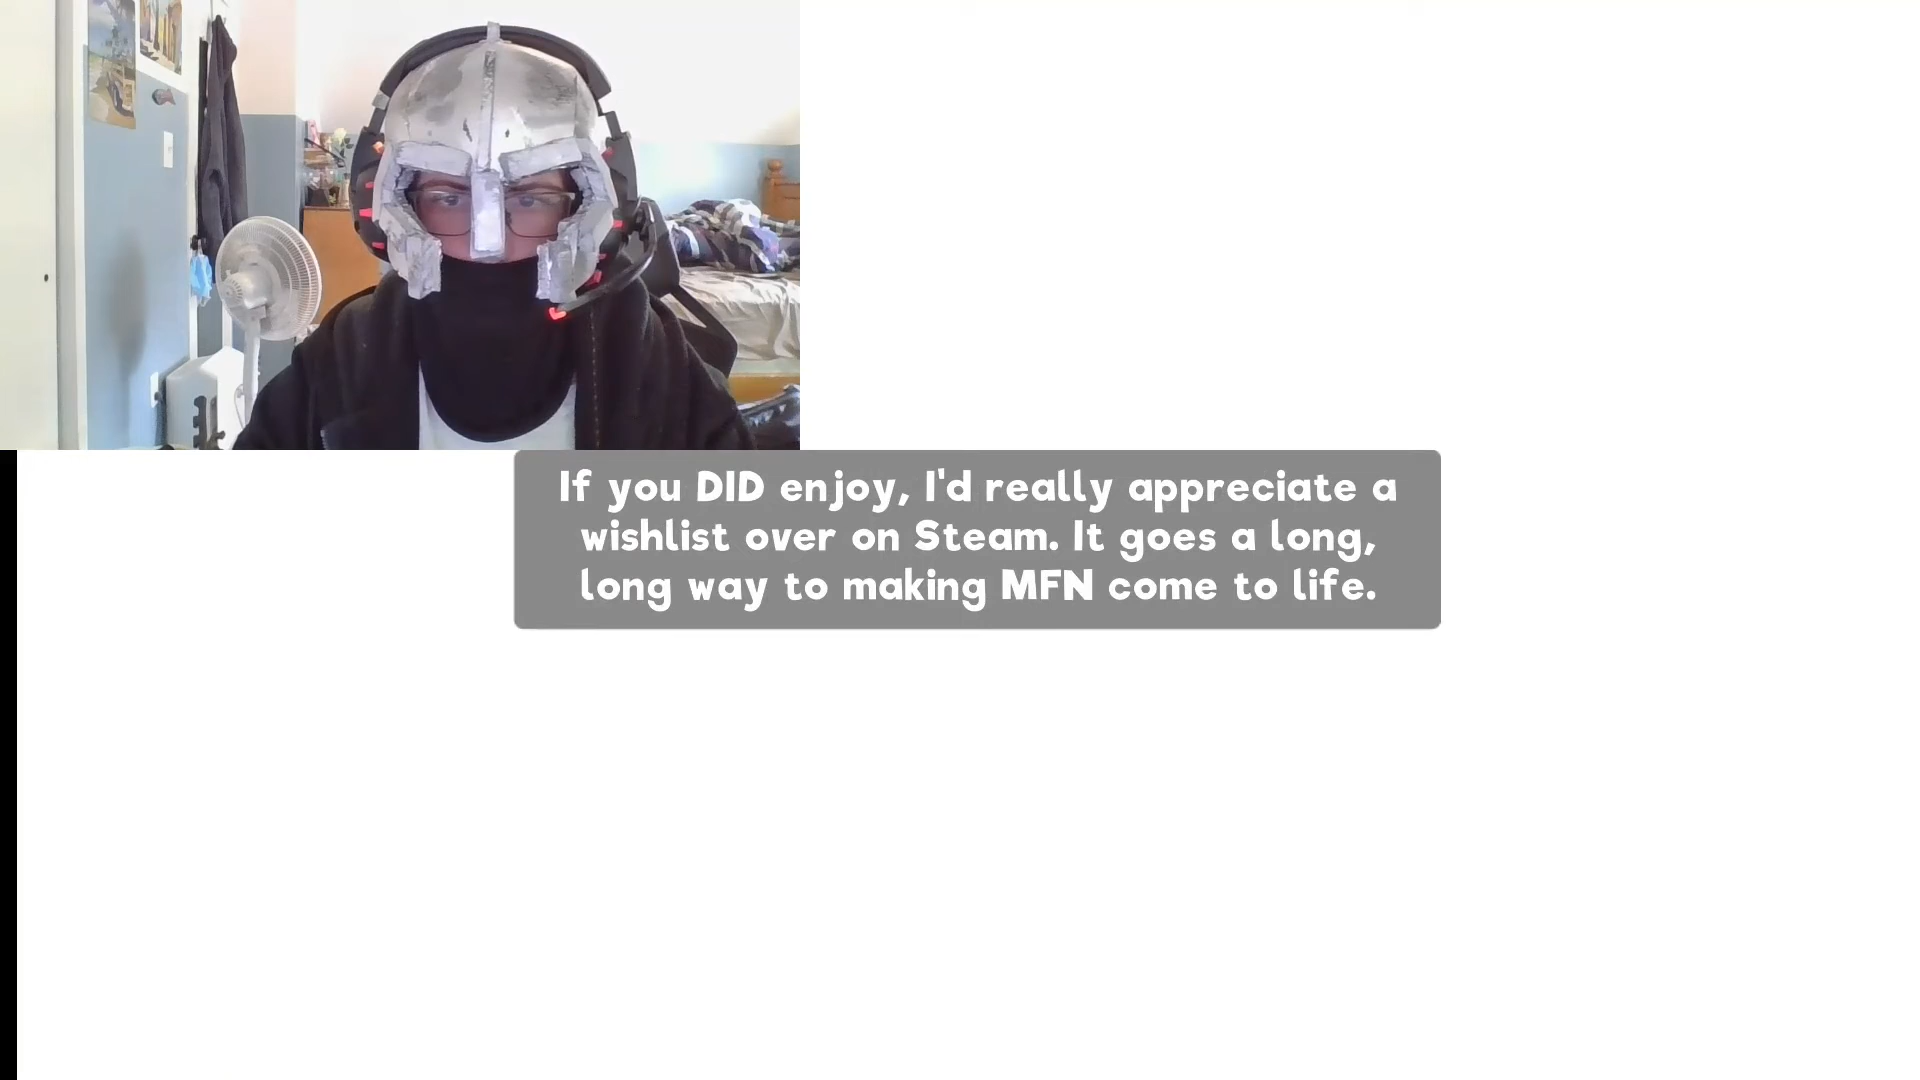 If you DID enjoy, I'd really appreciate a
wishlist over on Steam. It goes a long,
long way to making MFN come to life.